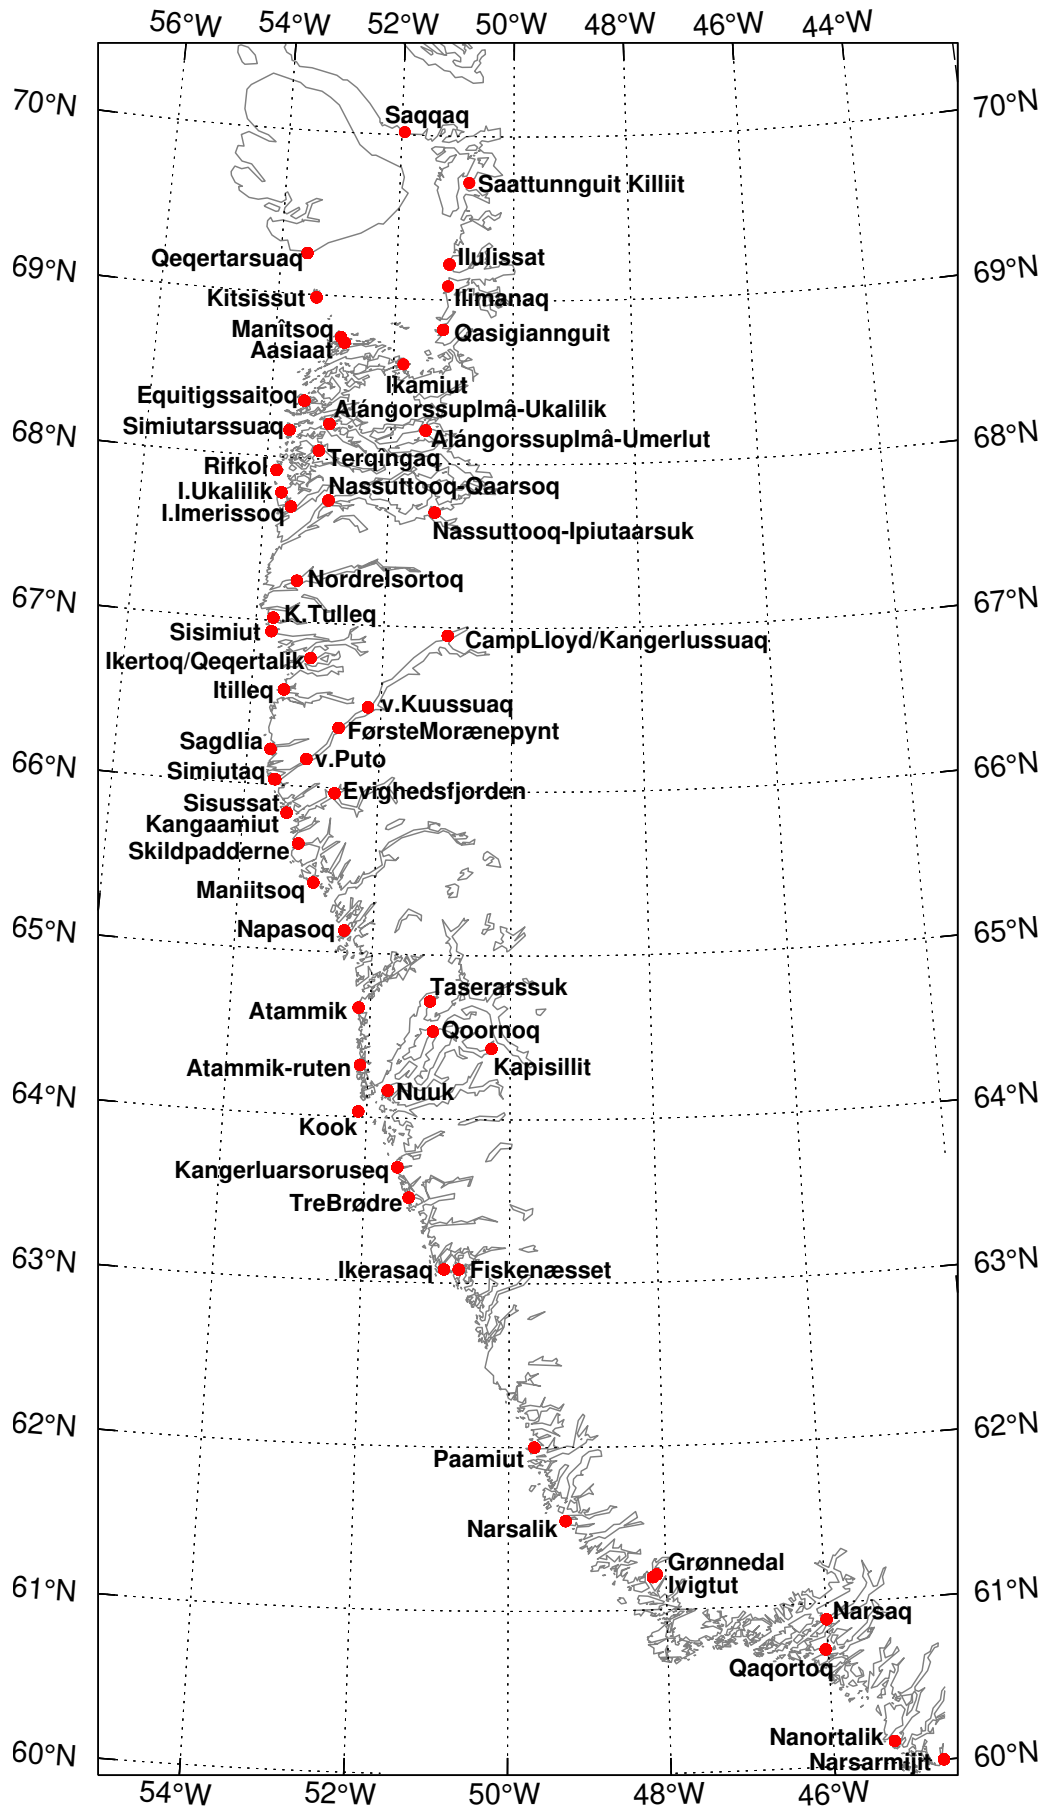 56°W 54°W 52°W 50°W 48°W 46°W 44°W
70°N 70°N
Saqqaq
Saattunnguit Killiit
Qeqertarsuaq
Ilulissat
69°N 69°N
Kitsissut
Ilimanaq
Manîtsoq
Qasigiannguit
Aasiaat
Ikamiut
Equitigssaitoq
Alángorssuplmâ-Ukalilik
Simiutarssuaq
68°N 68°N
Alángorssuplmâ-Umerlut
Terqîngaq
Rifkol
Nassuttooq-Qaarsoq
I.Ukalilik
I.Imerissoq
Nassuttooq-Ipiutaarsuk
Nordrelsortoq
67°N 67°N
K.Tulleq
Sisimiut
CampLloyd/Kangerlussuaq
Ikertoq/Qeqertalik
Itilleq
v.Kuussuaq
FørsteMorænepynt
Sagdlia
v.Puto
66°N 66°N
Simiutaq
Evighedsfjorden
Sisussat
Kangaamiut
Skildpadderne
Maniitsoq
65°N 65°N
Napasoq
Taserarssuk
Atammik
Qoornoq
Kapisillit
Atammik-ruten
Nuuk
64°N 64°N
Kook
Kangerluarsoruseq
TreBrødre
63°N 63°N
Ikerasaq Fiskenæsset
62°N 62°N
Paamiut
Narsalik
Grønnedal
Ivigtut
61°N 61°N
Narsaq
Qaqortoq
Nanortalik
60°N 60°N
Narsarmijit
54°W 52°W 50°W 48°W 46°W